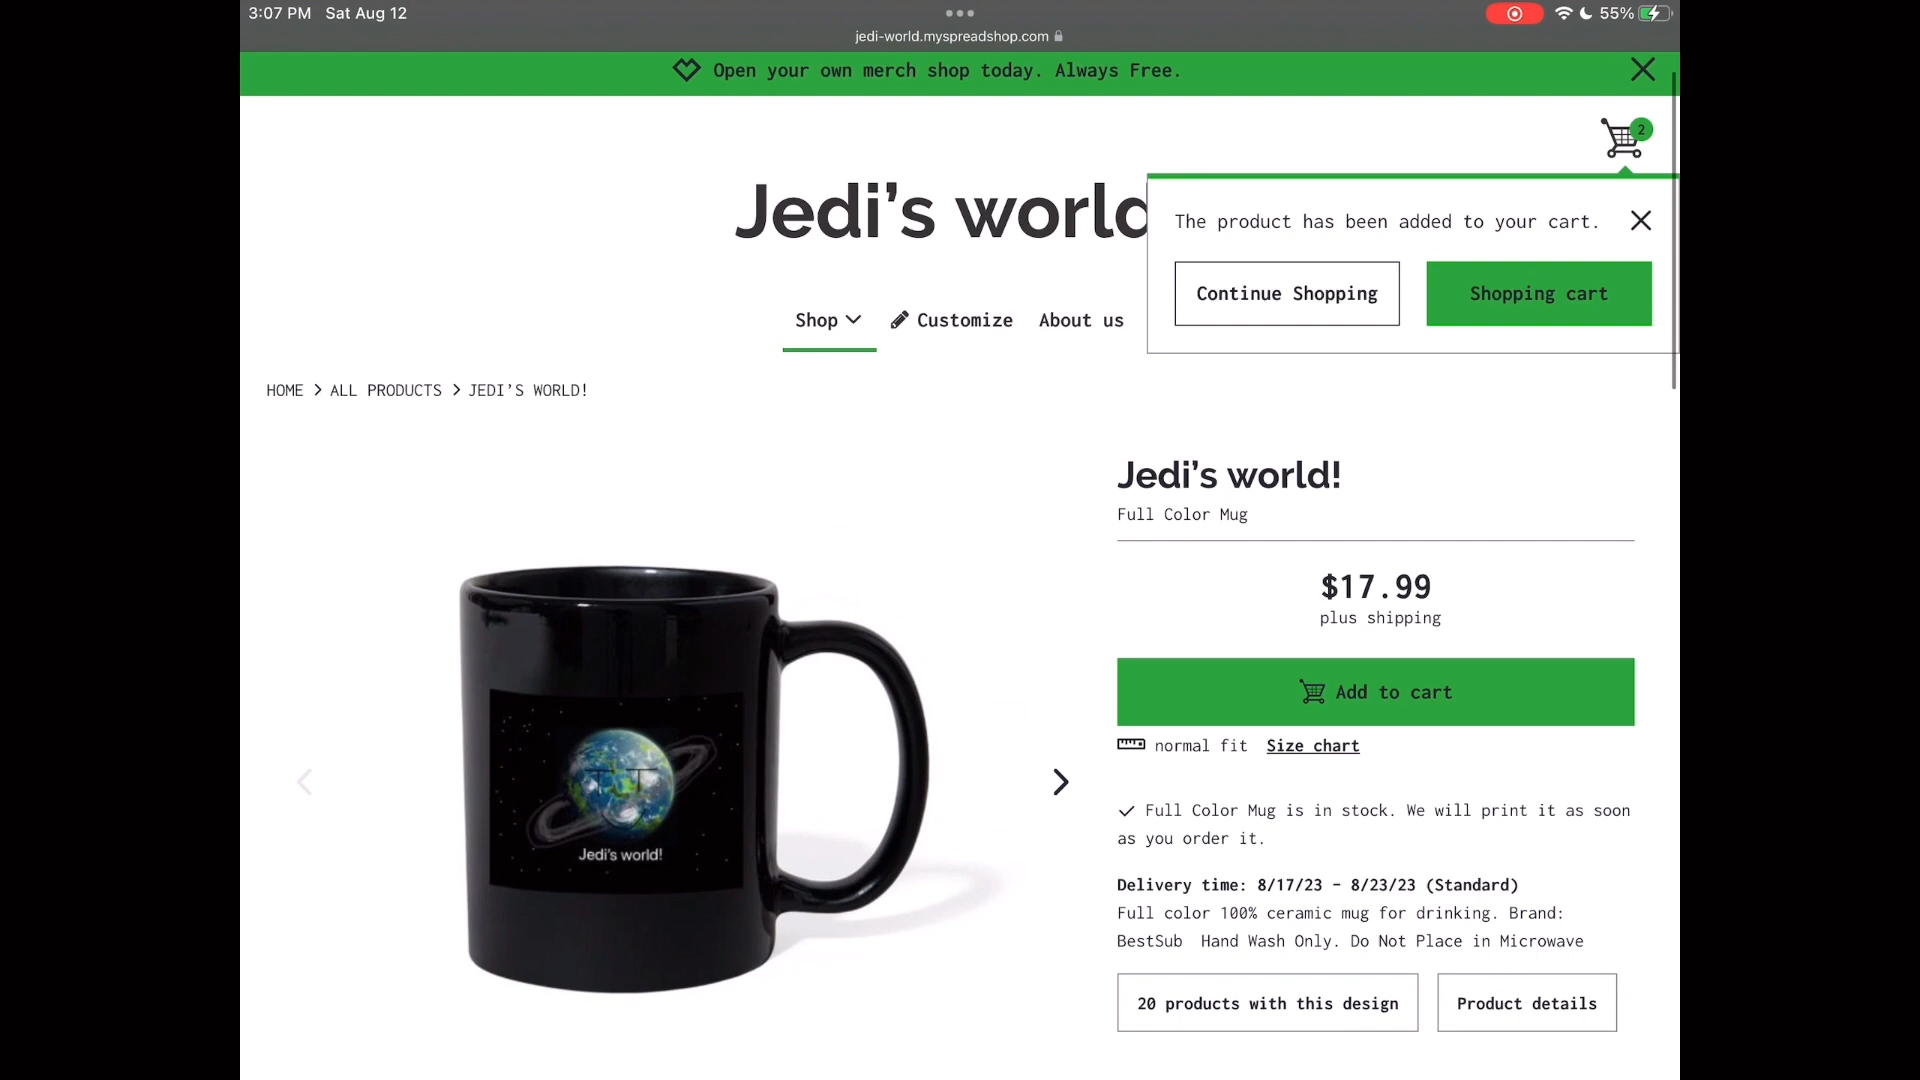 3:07 PM Sat Aug 12
55%
jedi-world.myspreadshop.com
Open your own merch shop today. Always Free.
2
Jedi's world
The product has been added to your cart.
Continue Shopping
Shopping cart
Shop
Customize
About us
HOME > ALL PRODUCTS > JEDI'S WORLD!
Jedi's world!
Full Color Mug
$17.99
plus shipping
Add to cart
normal fit Size chart
Full Color Mug is in stock. We will print it as soon
as you order it.
Delivery time: 8/17/23 - 8/23/23 (Standard)
Full color 100% ceramic mug for drinking. Brand:
BestSub Hand Wash Only. Do Not Place in Microwave
20 products with this design
Product details
Jedi's world!